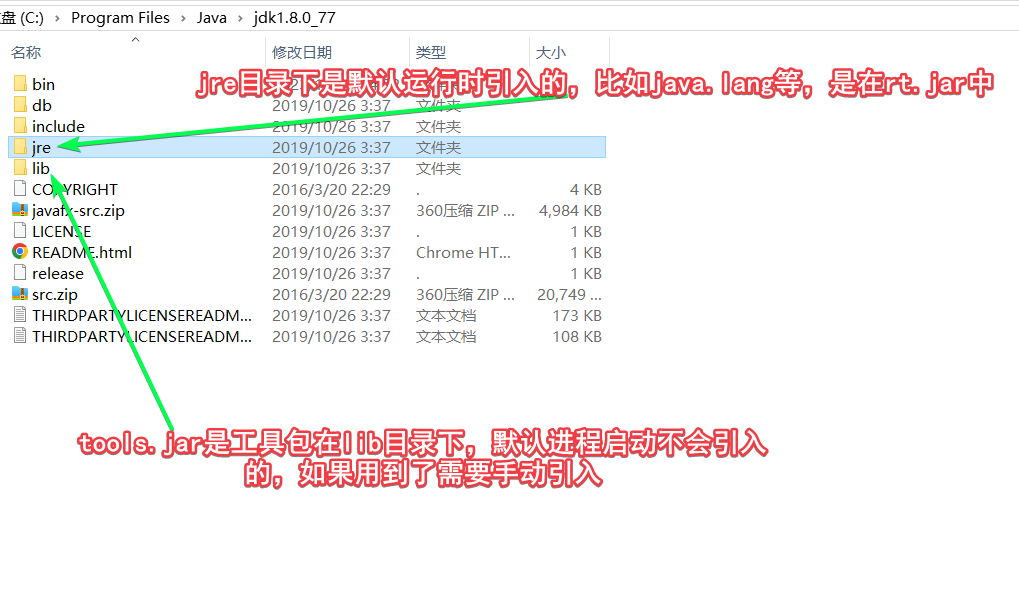 盘 (C:) › Program Files › Java › jdk1.8.0_77
名称 修改日期 类型 大小
bin
jre目录下是默认运行时引入的，比如java.lang等，是在rt.jar中
db 2019/10/26 3:37 文件夹
include 2019/10/26 3:37 文件夹
jre 2019/10/26 3:37 文件夹
lib 2019/10/26 3:37 文件夹
COPYRIGHT 2016/3/20 22:29 . 4 KB
javafx-src.zip 2019/10/26 3:37 360压缩 ZIP ... 4,984 KB
LICENSE 2019/10/26 3:37 . 1 KB
README.html 2019/10/26 3:37 Chrome HT... 1 KB
release 2019/10/26 3:37 . 1 KB
src.zip 2016/3/20 22:29 360压缩 ZIP ... 20,749 ...
THIRDPARTYLICENSEREADM... 2019/10/26 3:37 文本文档 173 KB
THIRDPARTYLICENSEREADM... 2019/10/26 3:37 文本文档 108 KB
tools.jar是工具包在lib目录下，默认进程启动不会引入
的，如果用到了需要手动引入